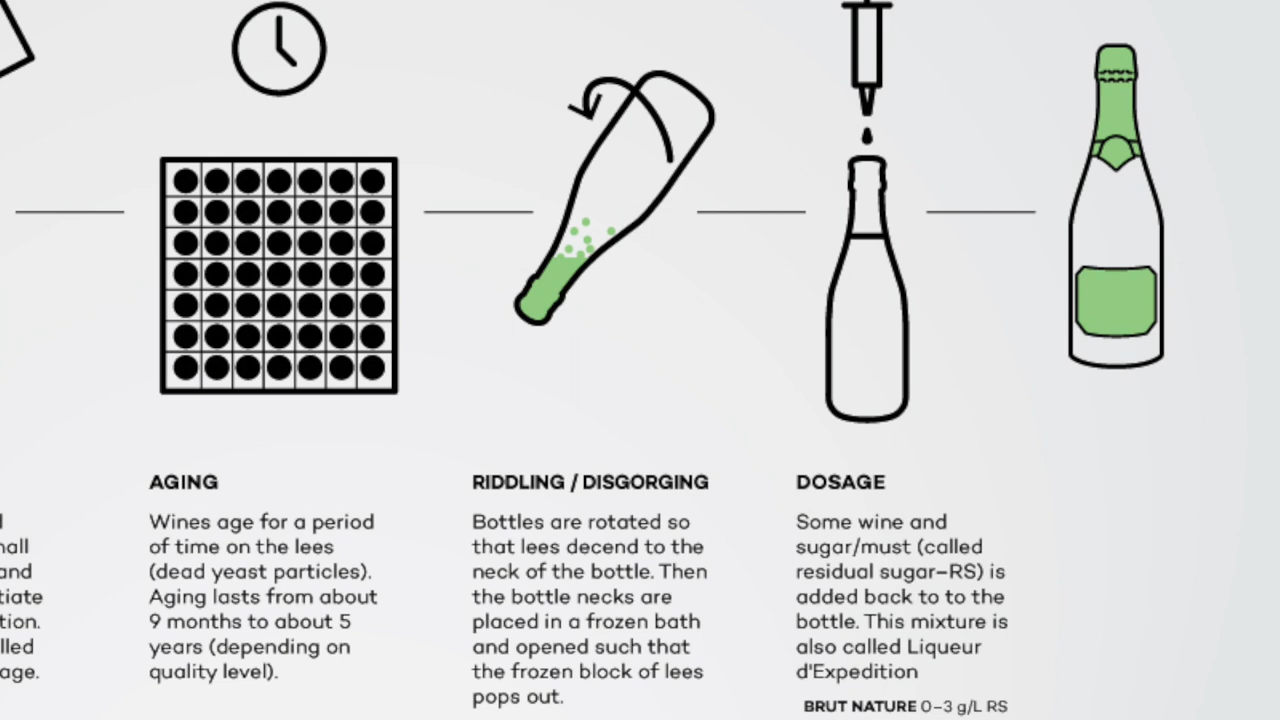 AGING
Wines age for a period
of time on the lees
(dead yeast particles).
Aging lasts from about
9 months to about 5
years (depending on
quality level).
RIDDLING / DISGORGING
Bottles are rotated so
that lees decend to the
neck of the bottle. Then
the bottle necks are
placed in a frozen bath
and opened such that
the frozen block of lees
pops out.
DOSAGE
Some wine and
sugar/must (called
residual sugar–RS) is
added back to to the
bottle. This mixture is
also called Liqueur
d'Expedition
BRUT NATURE 0–3 g/L RS